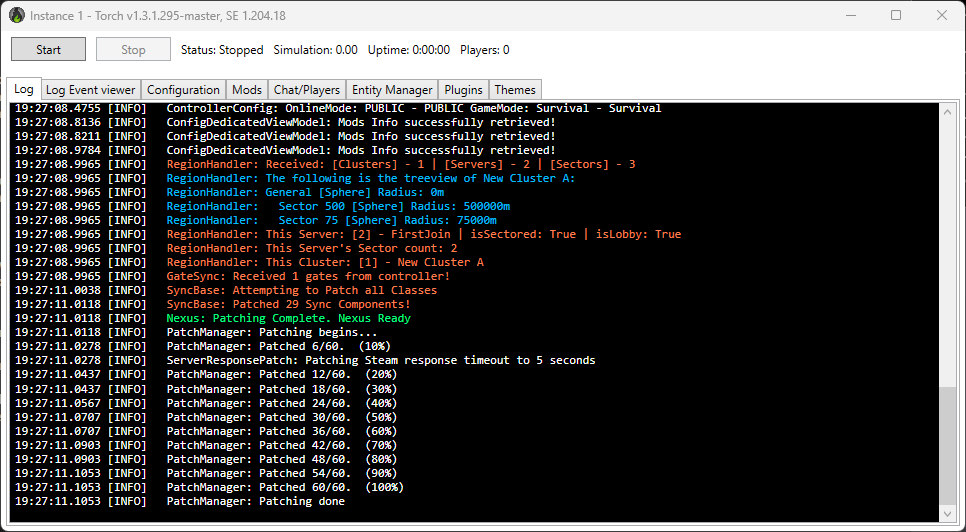 Instance 1 - Torch v1.3.1.295-master, SE 1.204.18
Start Stop Status: Stopped Simulation: 0.00 Uptime: 0:00:00 Players: 0
Log Log Event viewer Configuration Mods Chat/Players Entity Manager Plugins Themes
19:27:08.4755 [INFO] ControllerConfig: OnlineMode: PUBLIC - PUBLIC GameMode: Survival - Survival
19:27:08.8136 [INFO] ConfigDedicatedViewModel: Mods Info successfully retrieved!
19:27:08.8211 [INFO] ConfigDedicatedViewModel: Mods Info successfully retrieved!
19:27:08.9784 [INFO] ConfigDedicatedViewModel: Mods Info successfully retrieved!
19:27:08.9965 [INFO] RegionHandler: Received: [Clusters] - 1 | [Servers] - 2 | [Sectors] - 3
19:27:08.9965 [INFO] RegionHandler: The following is the treeview of New Cluster A:
19:27:08.9965 [INFO] RegionHandler: General [Sphere] Radius: 0m
19:27:08.9965 [INFO] RegionHandler: Sector 500 [Sphere] Radius: 500000m
19:27:08.9965 [INFO] RegionHandler: Sector 75 [Sphere] Radius: 75000m
19:27:08.9965 [INFO] RegionHandler: This Server: [2] - FirstJoin | isSectored: True | isLobby: True
19:27:08.9965 [INFO] RegionHandler: This Server's Sector count: 2
19:27:08.9965 [INFO] RegionHandler: This Cluster: [1] - New Cluster A
19:27:08.9965 [INFO] GateSync: Received 1 gates from controller!
19:27:11.0038 [INFO] SyncBase: Attempting to Patch all Classes
19:27:11.0118 [INFO] SyncBase: Patched 29 Sync Components!
19:27:11.0118 [INFO] Nexus: Patching Complete. Nexus Ready
19:27:11.0118 [INFO] PatchManager: Patching begins...
19:27:11.0278 [INFO] PatchManager: Patched 6/60. (10%)
19:27:11.0278 [INFO] ServerResponsePatch: Patching Steam response timeout to 5 seconds
19:27:11.0437 [INFO] PatchManager: Patched 12/60. (20%)
19:27:11.0437 [INFO] PatchManager: Patched 18/60. (30%)
19:27:11.0567 [INFO] PatchManager: Patched 24/60. (40%)
19:27:11.0707 [INFO] PatchManager: Patched 30/60. (50%)
19:27:11.0707 [INFO] PatchManager: Patched 36/60. (60%)
19:27:11.0903 [INFO] PatchManager: Patched 42/60. (70%)
19:27:11.0903 [INFO] PatchManager: Patched 48/60. (80%)
19:27:11.1053 [INFO] PatchManager: Patched 54/60. (90%)
19:27:11.1053 [INFO] PatchManager: Patched 60/60. (100%)
19:27:11.1053 [INFO] PatchManager: Patching done